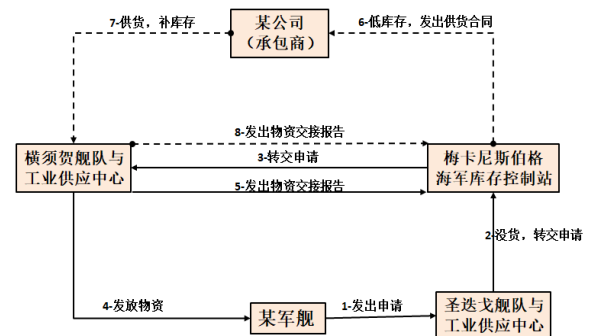 7-供货，补库存
某公司
（承包商）
6-低库存，发出供货合同
8-发出物资交接报告
横须贺舰队与
工业供应中心
3-转交申请
梅卡尼斯伯格
海军库存控制站
5-发出物资交接报告
2-没货，转交申请
4-发放物资
某军舰
1-发出申请
圣迭戈舰队与
工业供应中心